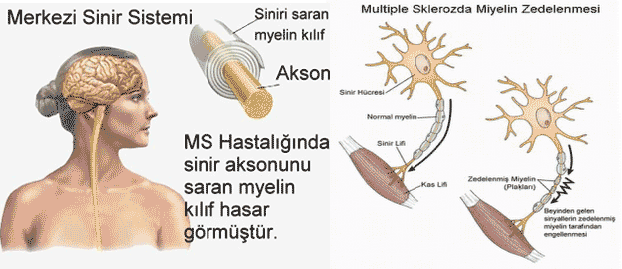 Merkezi Sinir Sistemi
Siniri saran
myelin kılıf
Akson
MS Hastalığında
sinir aksonunu
saran myelin
kılıf hasar
görmüştür.
Multiple Sklerozda Miyelin Zedelenmesi
Sinir Hücresi
Normal myelin
Sinir Lifi
Kas Lifi
Zedelenmiş Miyelin
(Plakları)
Beyinden gelen
sinyallerin zedelenmiş
miyelin tarafından
engellenmesi